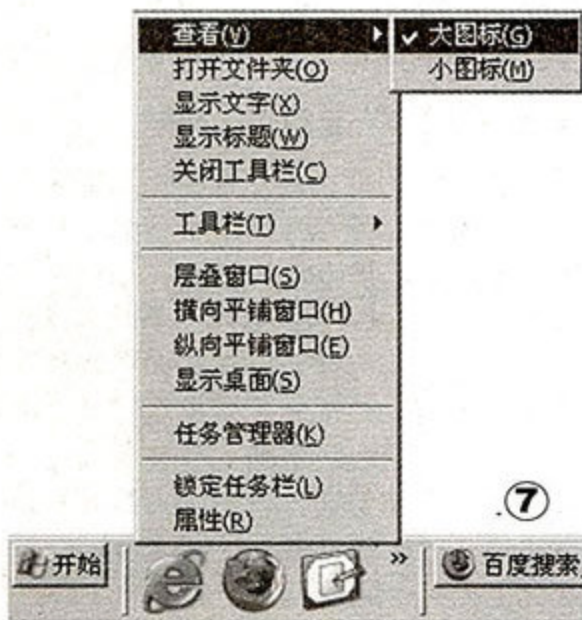 查看(V)
大图标(G)
小图标(M)
打开文件夹(O)
显示文字(X)
显示标题(W)
关闭工具栏(C)
工具栏(T)
层叠窗口(S)
横向平铺窗口(H)
纵向平铺窗口(E)
显示桌面(S)
任务管理器(K)
锁定任务栏(L)
属性(R)
⑦
开始
»
百度搜索